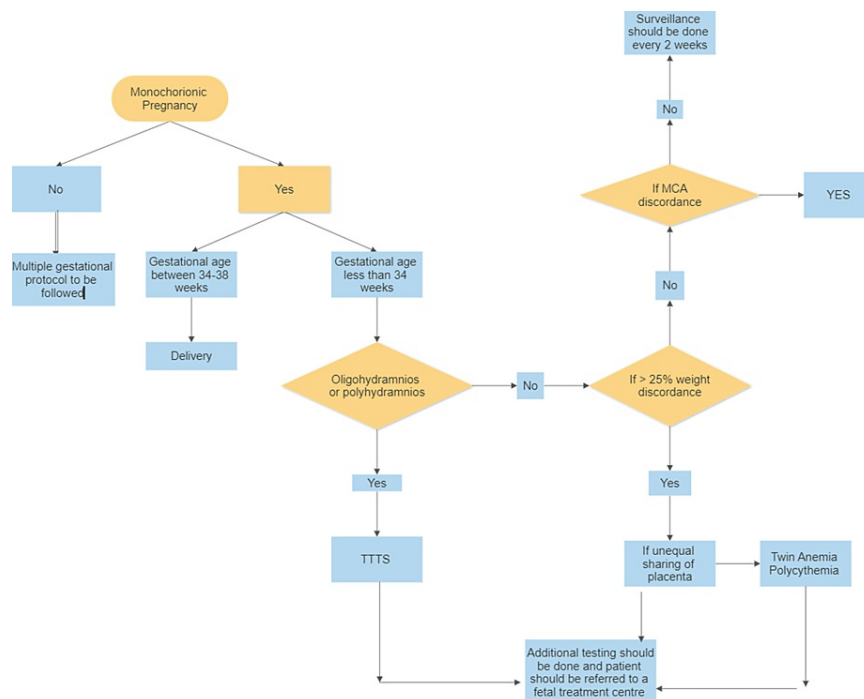 Surveillance
should be done
every 2 weeks
Monochorionic
Pregnancy
No
No
Yes
If MCA
discordance
YES
Multiple gestational
protocol to be
followed
Gestational age
between 34-38
weeks
Gestational age
less than 34
weeks
No
Delivery
Oligohydramnios
or polyhydramnios
No
If > 25% weight
discordance
Yes
Yes
TTTS
If unequal
sharing of
placenta
Twin Anemia
Polycythemia
Additional testing should
be done and patient
should be referred to a
fetal treatment centre